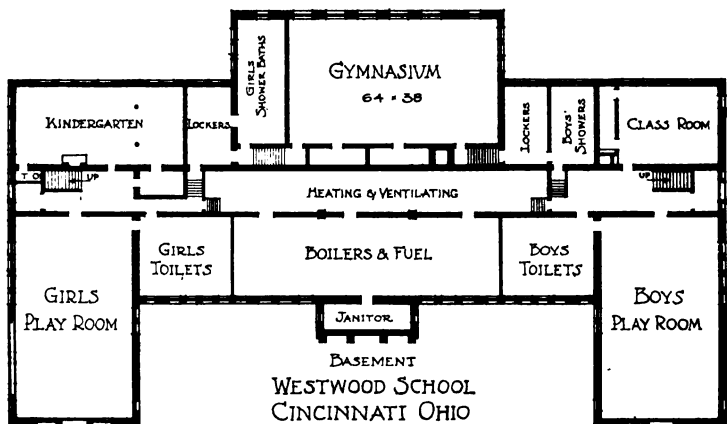 GIRLS
SHOWER BATHS
GYMNASIUM
64 = 38
KINDERGARTEN
LOCKERS
LOCKERS
BOYS'
SHOWERS
CLASS ROOM
T O
UP
UP
HEATING & VENTILATING
GIRLS
TOILETS
BOILERS & FUEL
BOYS
TOILETS
GIRLS
PLAY ROOM
BOYS
PLAY ROOM
JANITOR
BASEMENT
WESTWOOD SCHOOL
CINCINNATI OHIO